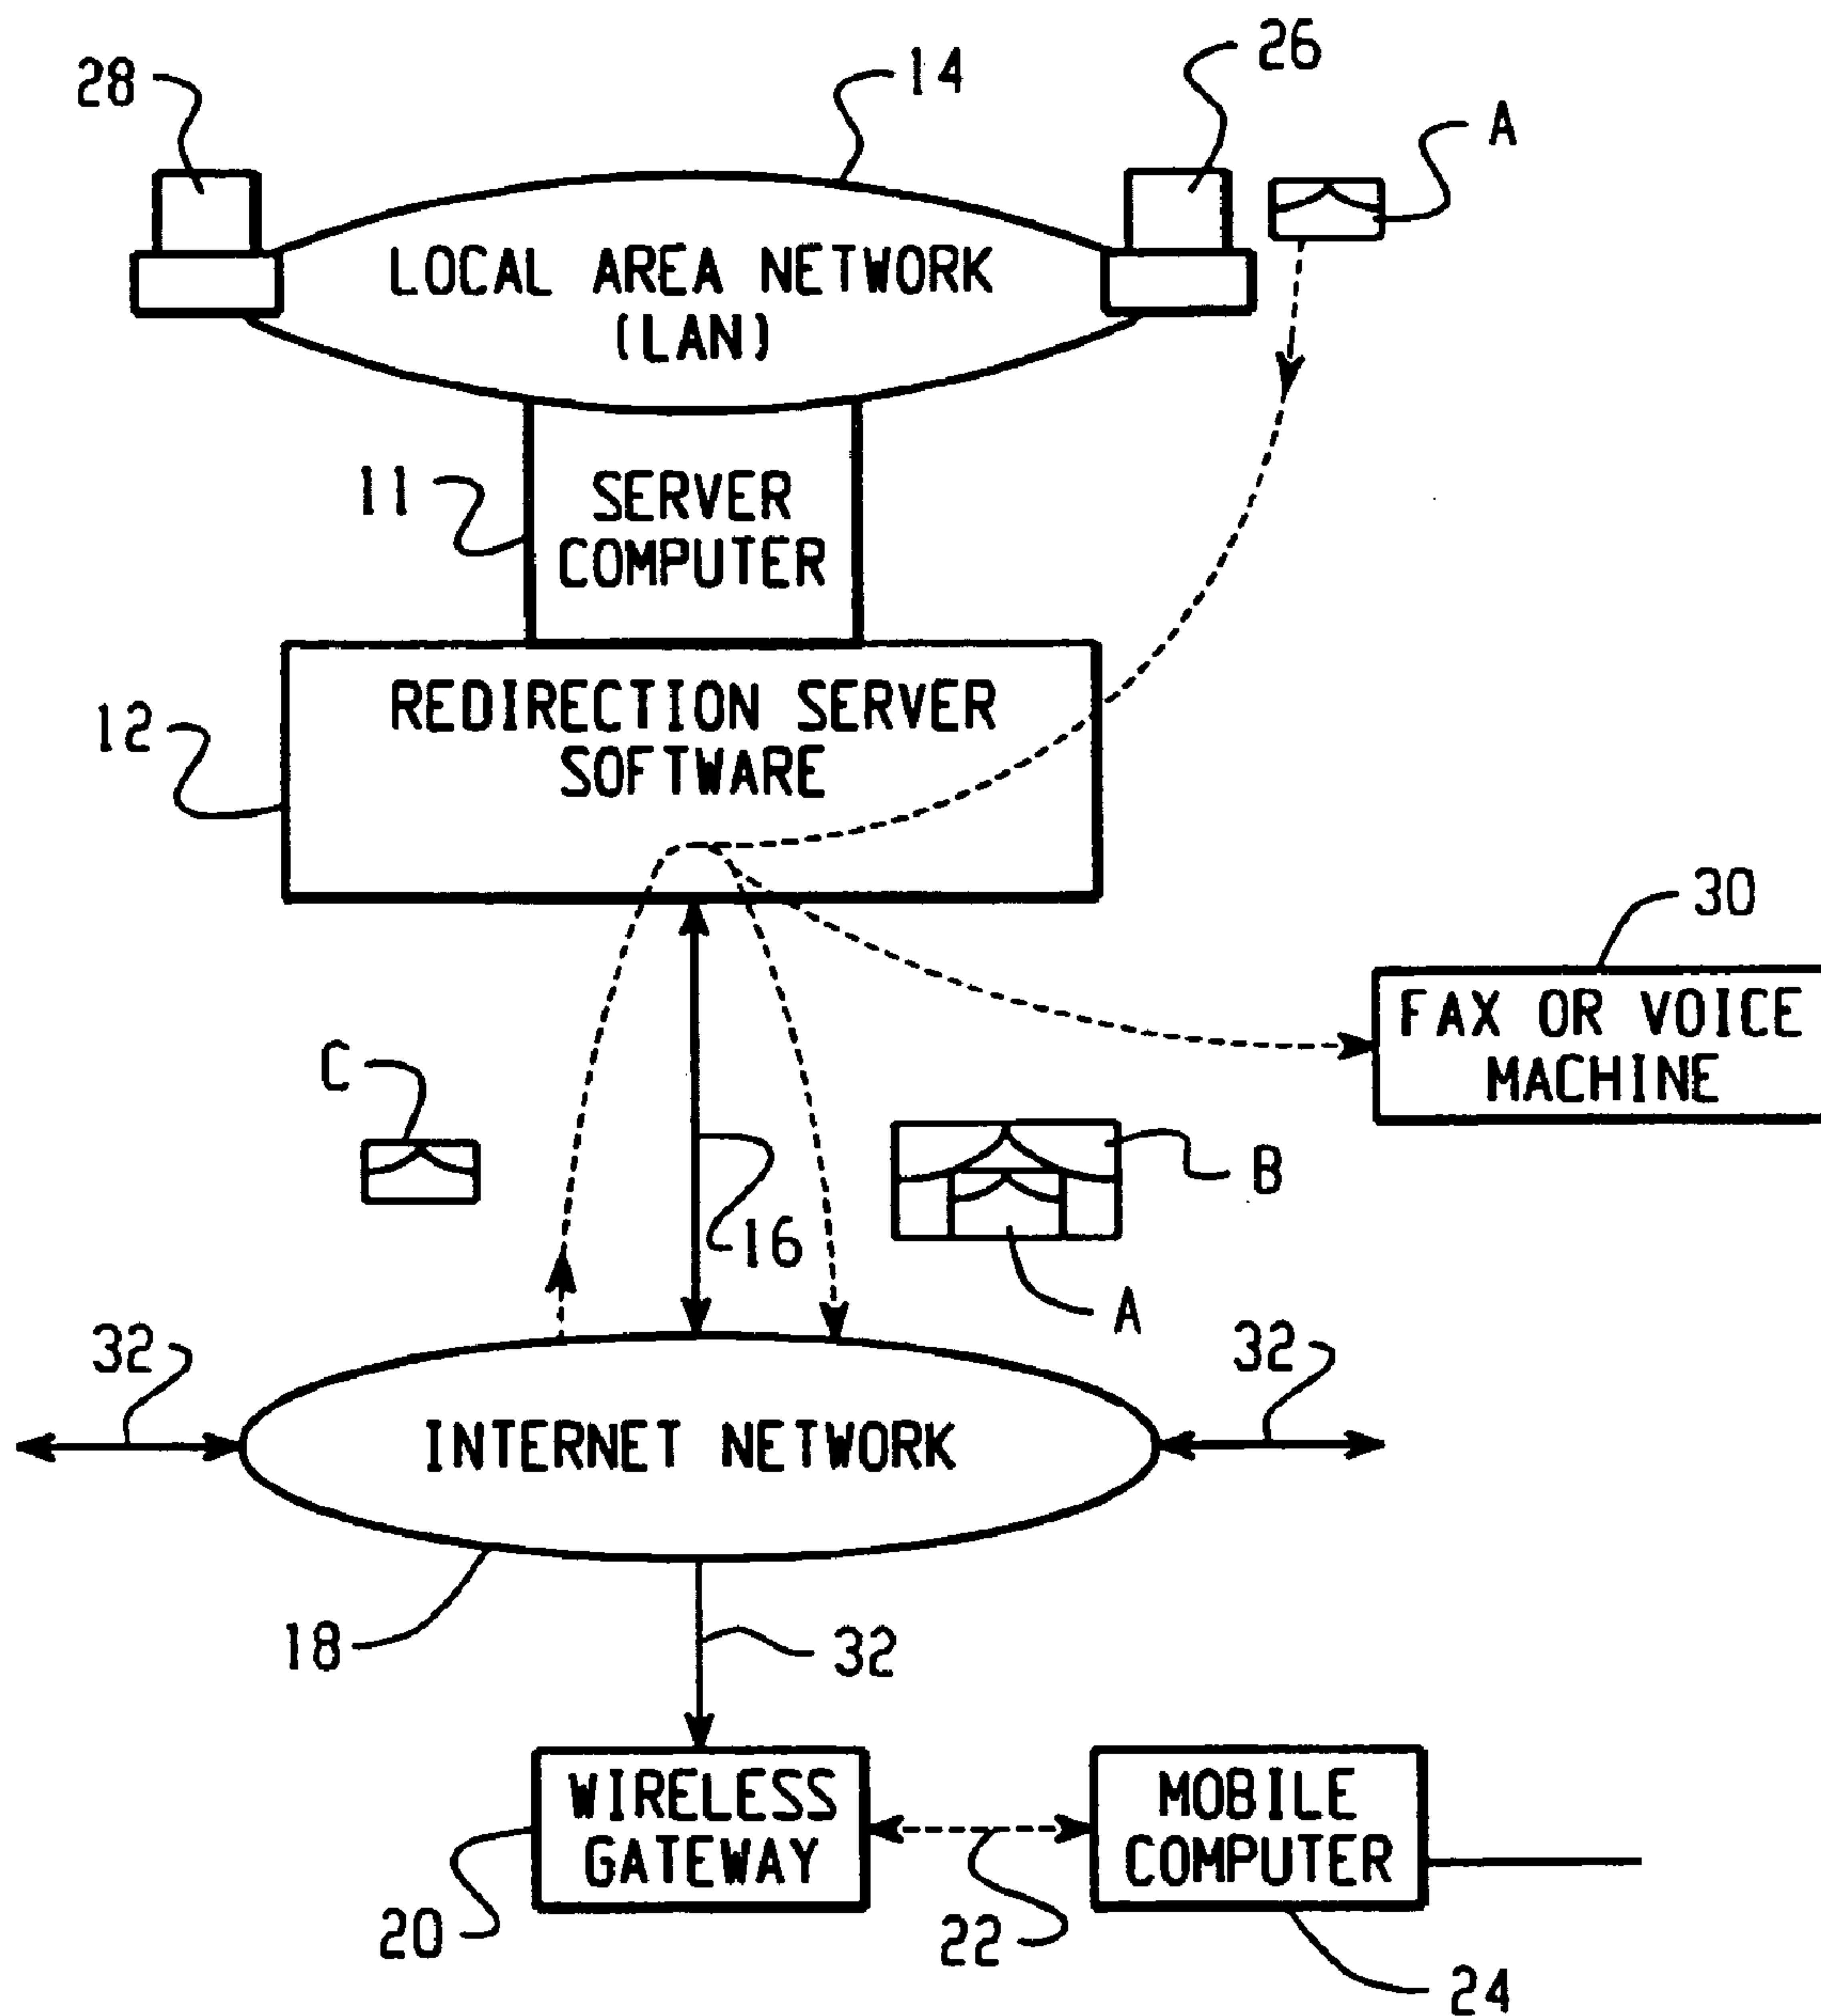 28
14
26
A
LOCAL AREA NETWORK
(LAN)
11
SERVER
COMPUTER
12
REDIRECTION SERVER
SOFTWARE
30
FAX OR VOICE
MACHINE
C
B
16
A
32
32
INTERNET NETWORK
18
32
WIRELESS
GATEWAY
MOBILE
COMPUTER
20
22
24